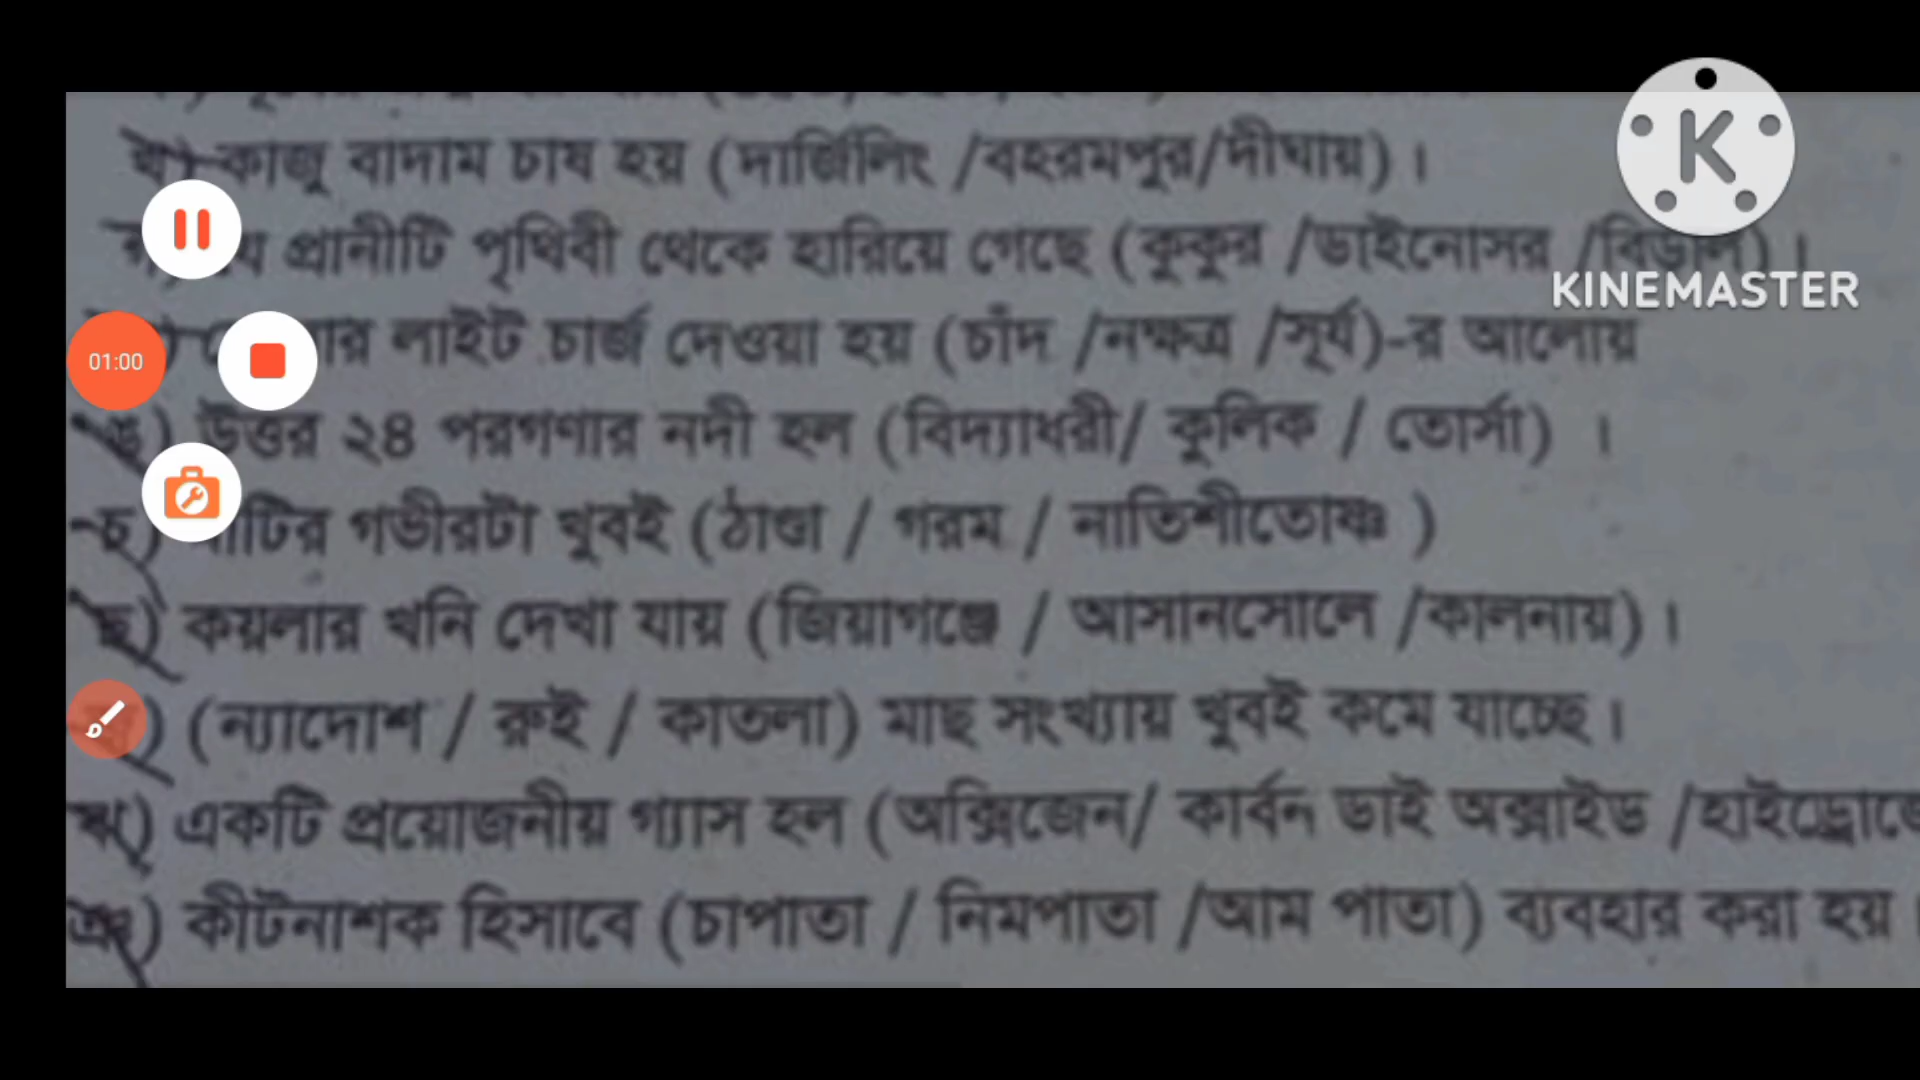 খ) কাজু বাদাম চাষ হয় (দার্জিলিং /বহরমপুর/দীঘায়)।
প্রানীটি পৃথিবী থেকে হারিয়ে গেছে (কুকুর /ডাইনোসর /বিড়াল)।
লাইট চার্জ দেওয়া হয় (চাঁদ /নক্ষত্র /সূর্য)-র আলোয়
ঙ) উত্তর ২৪ পরগণার নদী হল (বিদ্যাধরী/ কুলিক / তোর্সা) ।
চ) গভীরটা খুবই (ঠাণ্ডা / গরম / নাতিশীতোষ্ণ )
ছ) কয়লার খনি দেখা যায় (জিয়াগঞ্জে / আসানসোলে /কালনায়)।
(ন্যাদোশ / রুই / কাতলা) মাছ সংখ্যায় খুবই কমে যাচ্ছে।
ঝ) একটি প্রয়োজনীয় গ্যাস হল (অক্সিজেন/ কার্বন ডাই অক্সাইড
ঞ) কীটনাশক হিসাবে (চাপাতা / নিমপাতা /আম পাতা) ব্যবহার করা হয়।
K
KINEMASTER
01:00